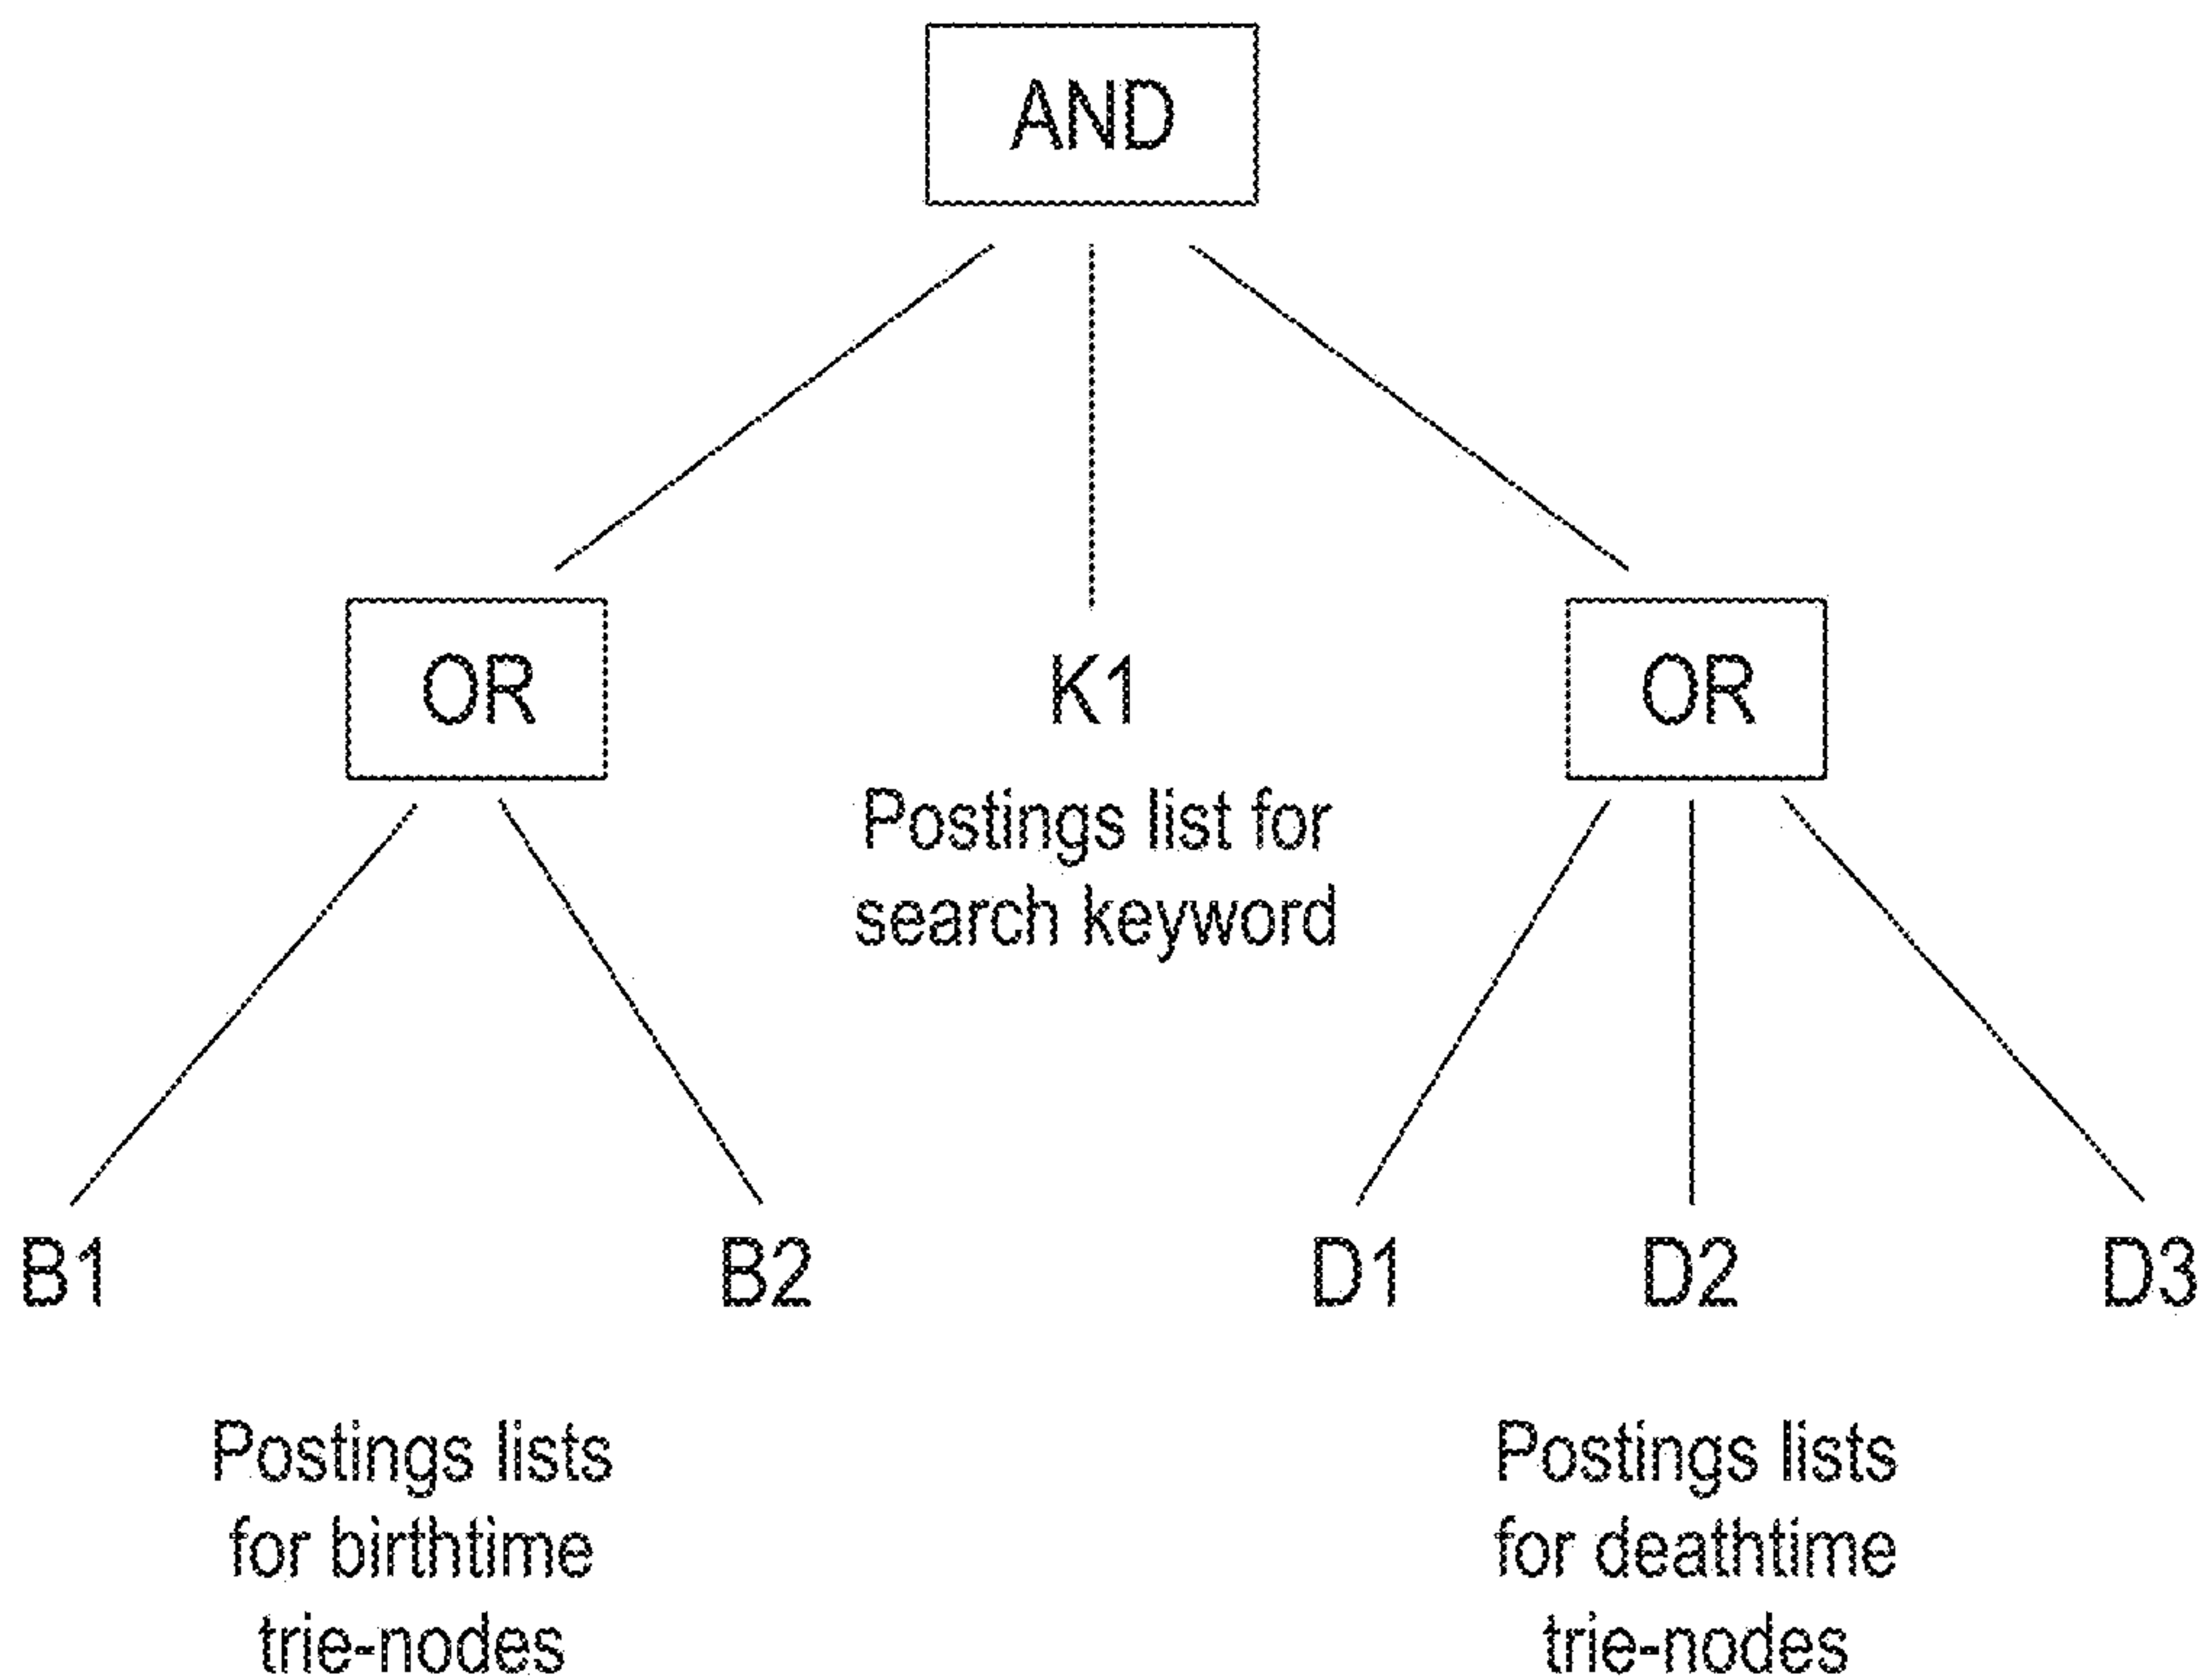 AND
OR
K1
OR
Postings list for
search keyword
B1
B2
D1
D2
D3
Postings lists
for birthtime
trie-nodes
Postings lists
for deathtime
trie-nodes